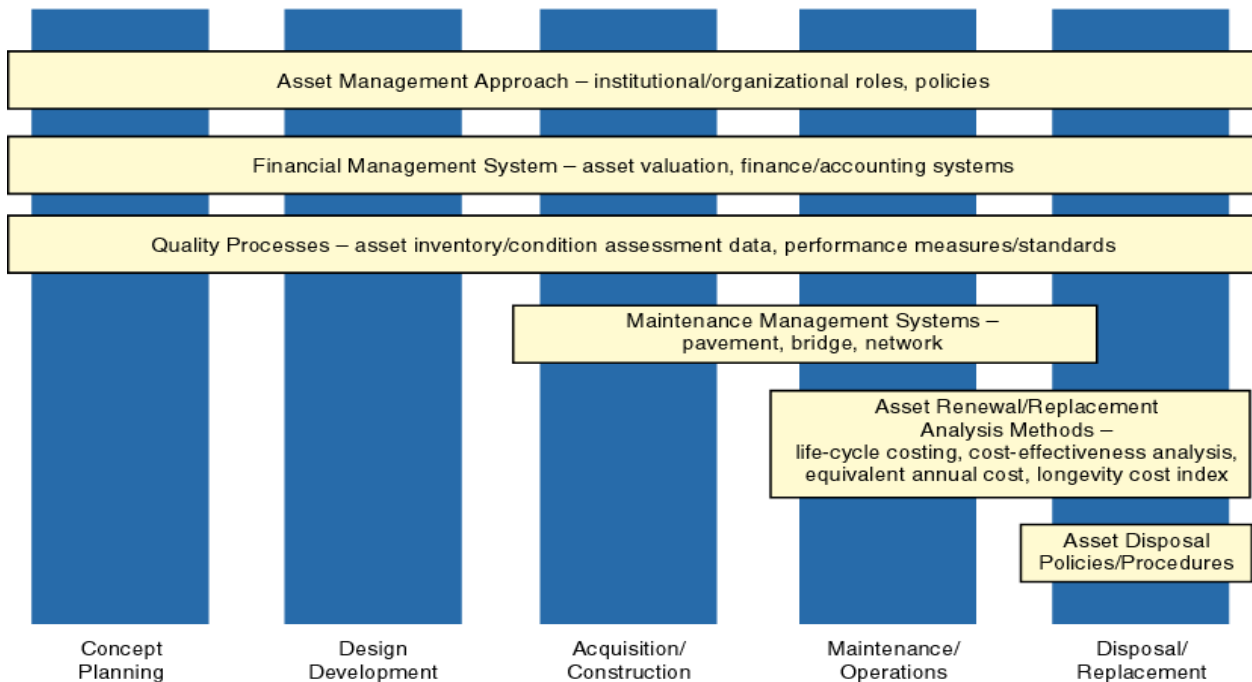 Asset Management Approach – institutional/organizational roles, policies
Financial Management System – asset valuation, finance/accounting systems
Quality Processes – asset inventory/condition assessment data, performance measures/standards
Maintenance Management Systems –
pavement, bridge, network
Asset Renewal/Replacement
Analysis Methods –
life-cycle costing, cost-effectiveness analysis,
equivalent annual cost, longevity cost index
Asset Disposal
Policies/Procedures
Concept
Planning
Design
Development
Acquisition/
Construction
Maintenance/
Operations
Disposal/
Replacement